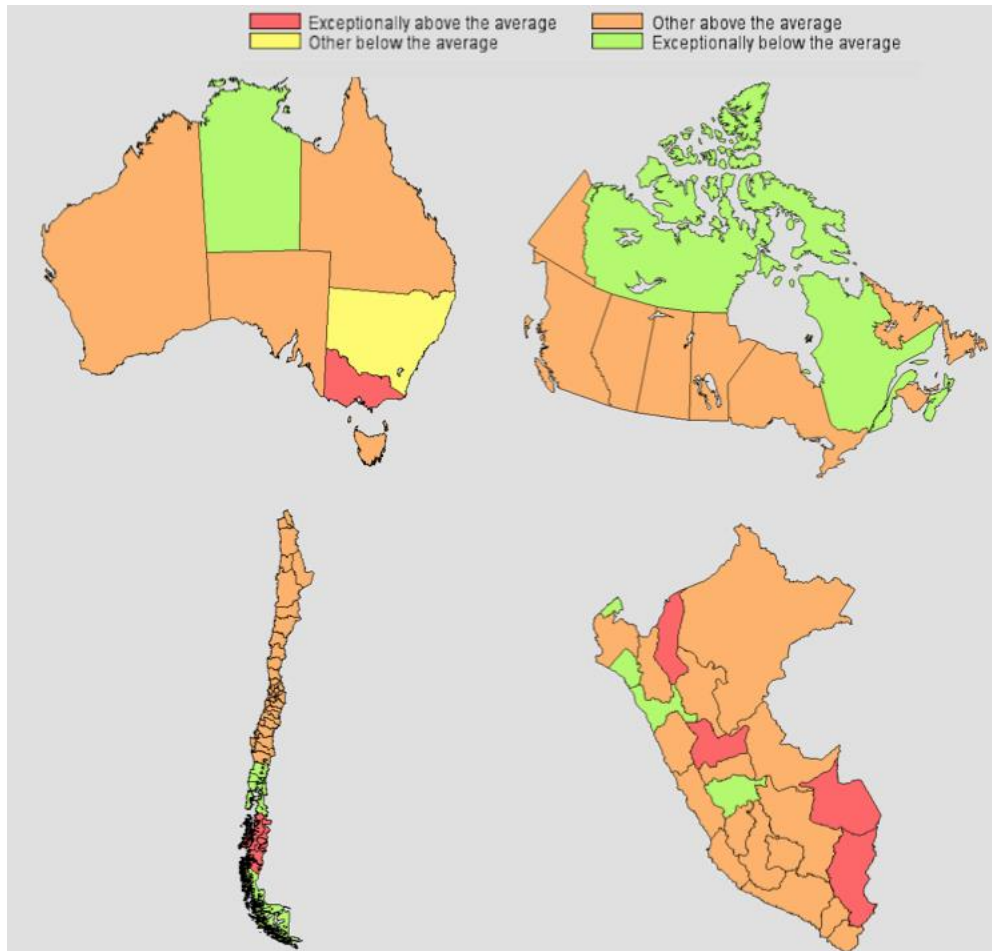 Exceptionally above the average
Other above the average
Other below the average
Exceptionally below the average